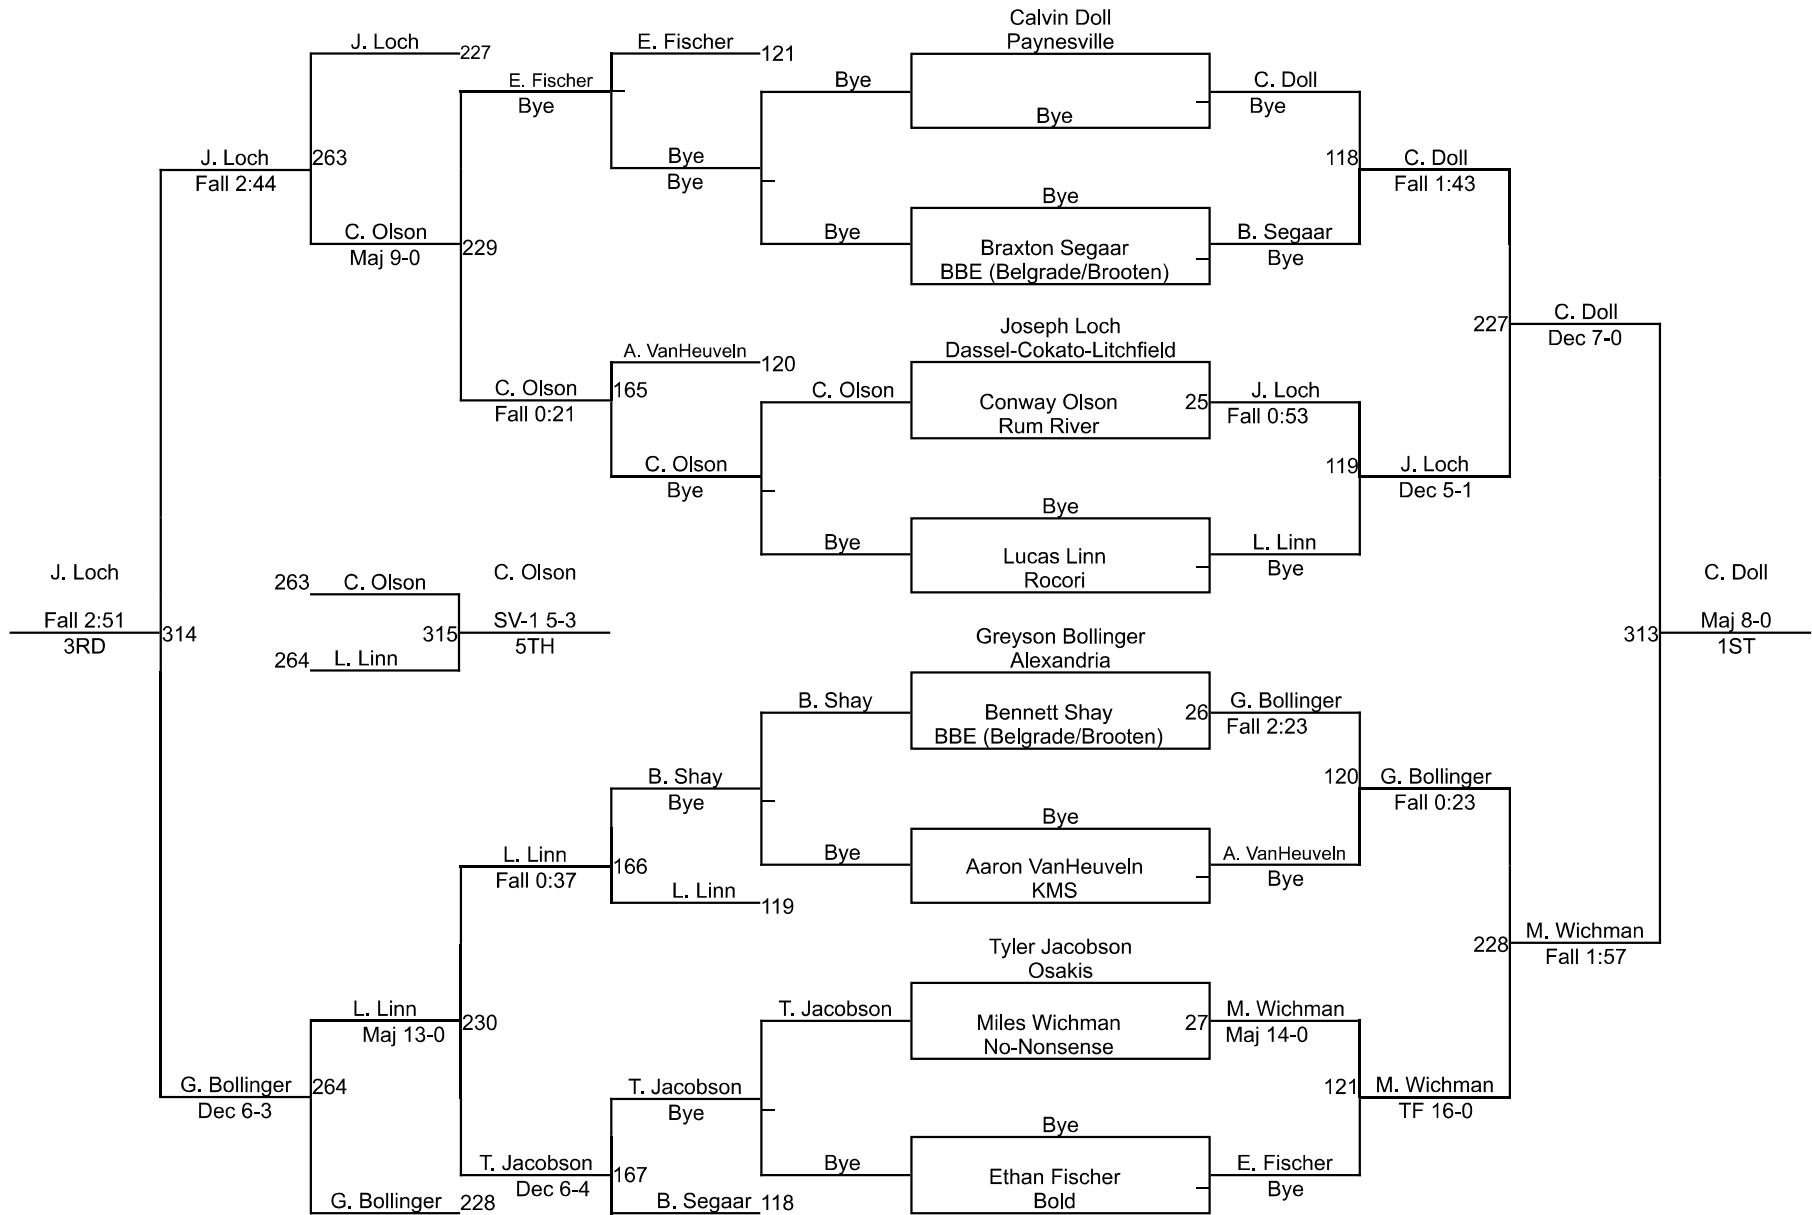 Calvin Doll
Paynesville
J. Loch
227
E. Fischer
121
E. Fischer
Bye
Bye
Bye
C. Doll
Bye
J. Loch
263
Fall 2:44
Bye
Bye
118
C. Doll
Fall 1:43
Bye
C. Olson
Maj 9-0
229
Bye
Braxton Segaar
BBE (Belgrade/Brooten)
B. Segaar
Bye
Joseph Loch
Dassel-Cokato-Litchfield
227
C. Doll
Dec 7-0
A. VanHeuveln
120
C. Olson
Fall 0:21
165
C. Olson
Conway Olson
Rum River
25
J. Loch
Fall 0:53
C. Olson
Bye
119
J. Loch
Dec 5-1
Bye
Bye
Lucas Linn
Rocori
L. Linn
Bye
J. Loch
Fall 2:51
3RD
314
263
C. Olson
264
L. Linn
315
C. Olson
SV-1 5-3
5TH
C. Doll
313
Maj 8-0
1ST
Greyson Bollinger
Alexandria
B. Shay
Bennett Shay
BBE (Belgrade/Brooten)
26
G. Bollinger
Fall 2:23
B. Shay
Bye
120
G. Bollinger
Fall 0:23
Bye
L. Linn
Fall 0:37
166
Bye
Aaron VanHeuveln
KMS
A. VanHeuveln
Bye
L. Linn
119
Tyler Jacobson
Osakis
228
M. Wichman
Fall 1:57
L. Linn
Maj 13-0
230
T. Jacobson
Miles Wichman
No-Nonsense
27
M. Wichman
Maj 14-0
G. Bollinger
Dec 6-3
264
T. Jacobson
Bye
121
M. Wichman
TF 16-0
Bye
T. Jacobson
Dec 6-4
167
Bye
Ethan Fischer
Bold
E. Fischer
Bye
G. Bollinger
228
B. Segaar
118